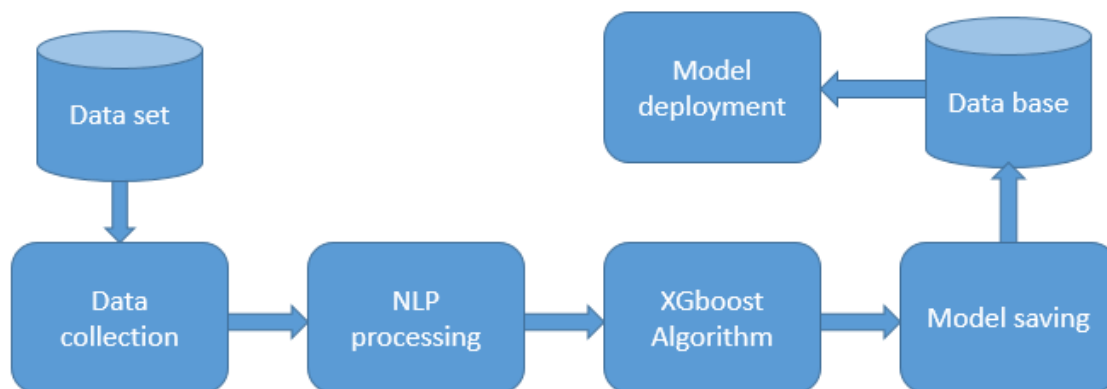 Data set
Data
collection
NLP
processing
XGboost
Algorithm
Model saving
Data base
Model
deployment